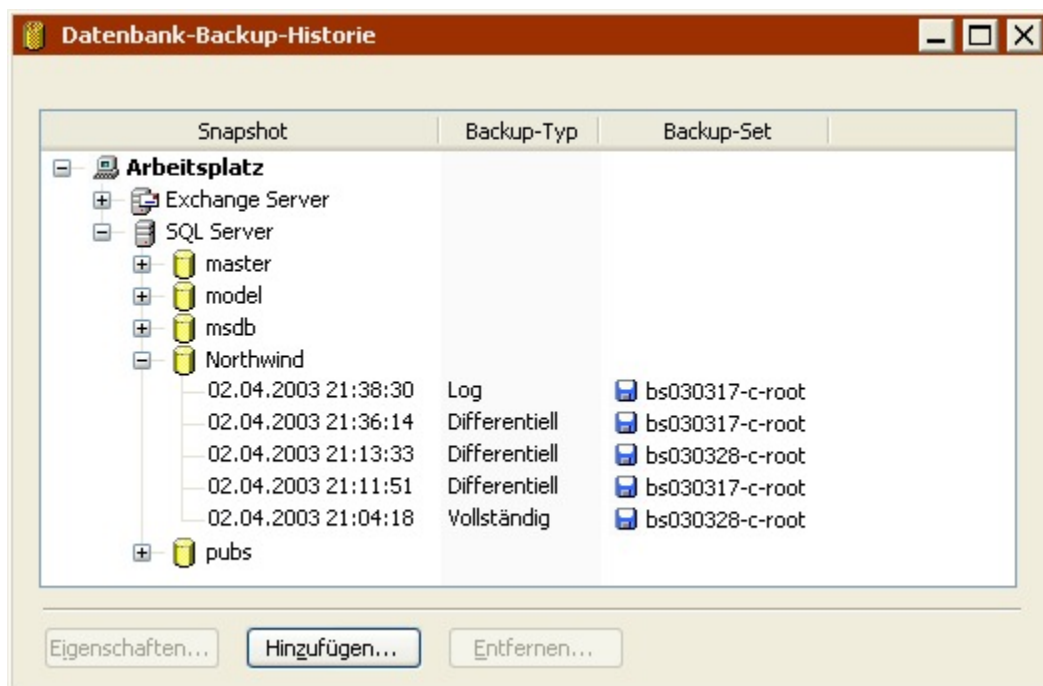 Datenbank-Backup-Historie
Snapshot Backup-Typ Backup-Set
Arbeitsplatz
Exchange Server
SQL Server
master
model
msdb
Northwind
02.04.2003 21:38:30 Log bs030317-c-root
02.04.2003 21:36:14 Differentiell bs030317-c-root
02.04.2003 21:13:33 Differentiell bs030328-c-root
02.04.2003 21:11:51 Differentiell bs030317-c-root
02.04.2003 21:04:18 Vollständig bs030328-c-root
pubs
Eigenschaften... Hinzufügen... Entfernen...